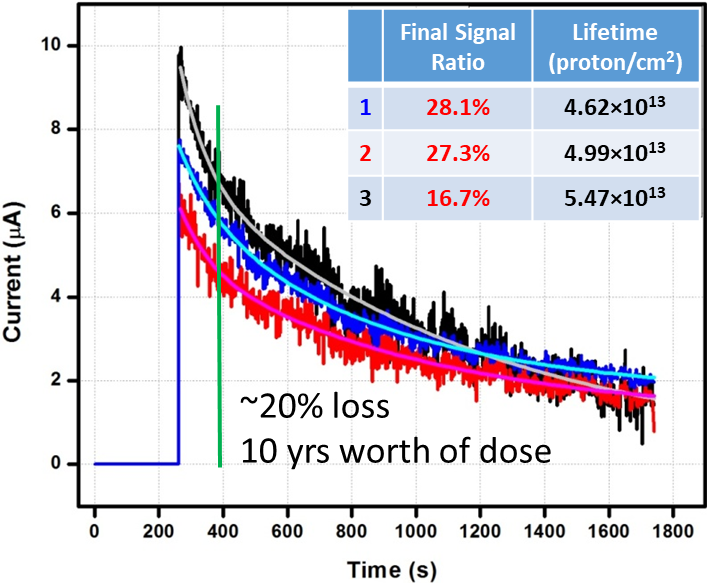 Final Signal Ratio
Lifetime (proton/cm²)
1 28.1% 4.62×10¹³
2 27.3% 4.99×10¹³
3 16.7% 5.47×10¹³
10
8
6
4
2
0
Current (μA)
~20% loss
10 yrs worth of dose
0 200 400 600 800 1000 1200 1400 1600 1800
Time (s)